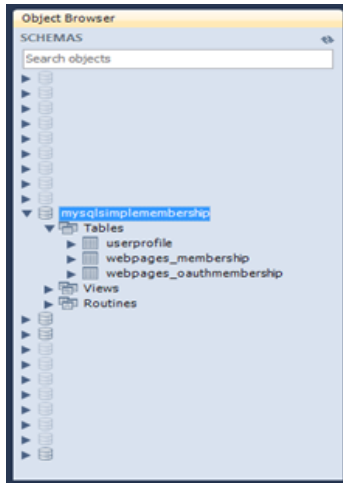 Object Browser
SCHEMAS
Search objects
mysqlsimplemembership
Tables
userprofile
webpages_membership
webpages_oauthmembership
Views
Routines